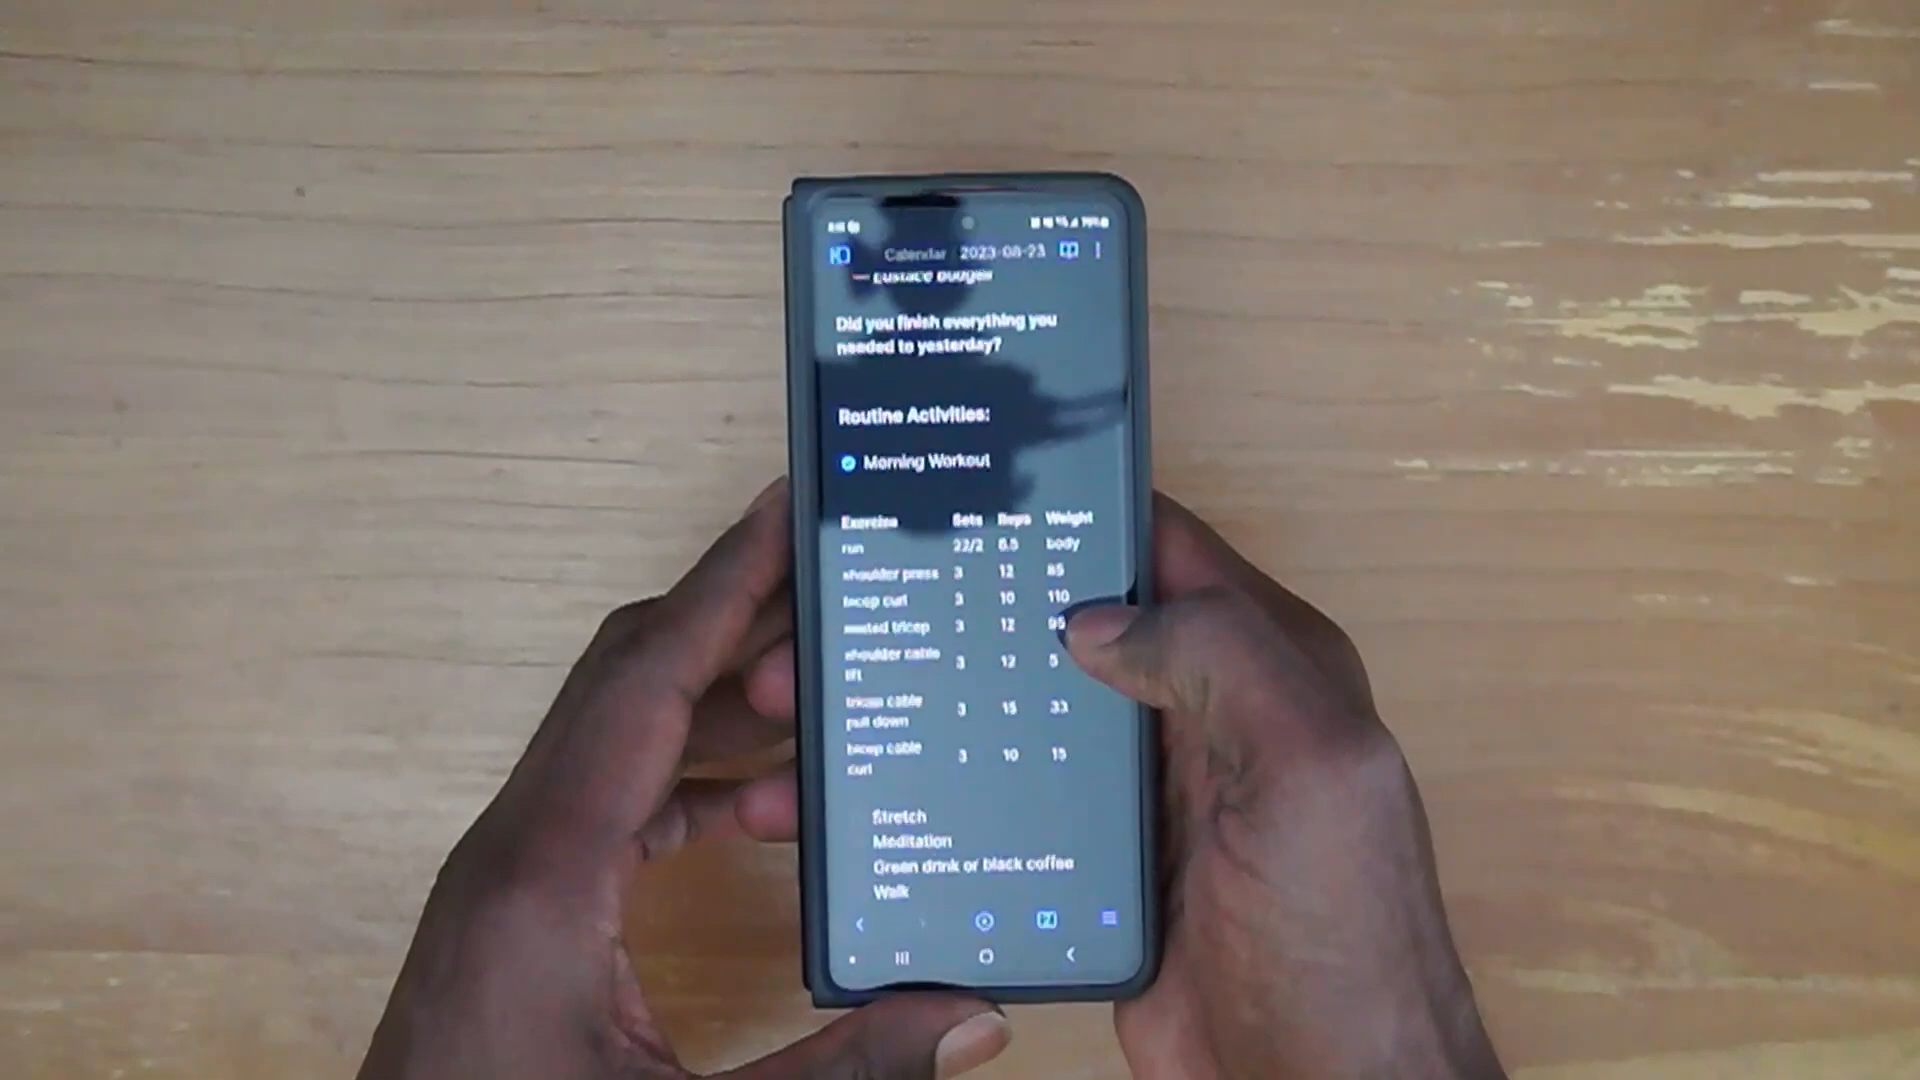 Calendar 2023-08-23
— Eustace Budgell
Did you finish everything you
needed to yesterday?
Routine Activities:
Morning Workout
Exercise Sets Reps Weight
run 22/2 6.5 body
shoulder press 3 12 85
bicep curl 3 10 110
seated tricep 3 12 95
shoulder cable
lift 3 12 5
tricep cable
pull down 3 15 33
bicep cable
curl 3 10 15
Stretch
Meditation
Green drink or black coffee
Walk